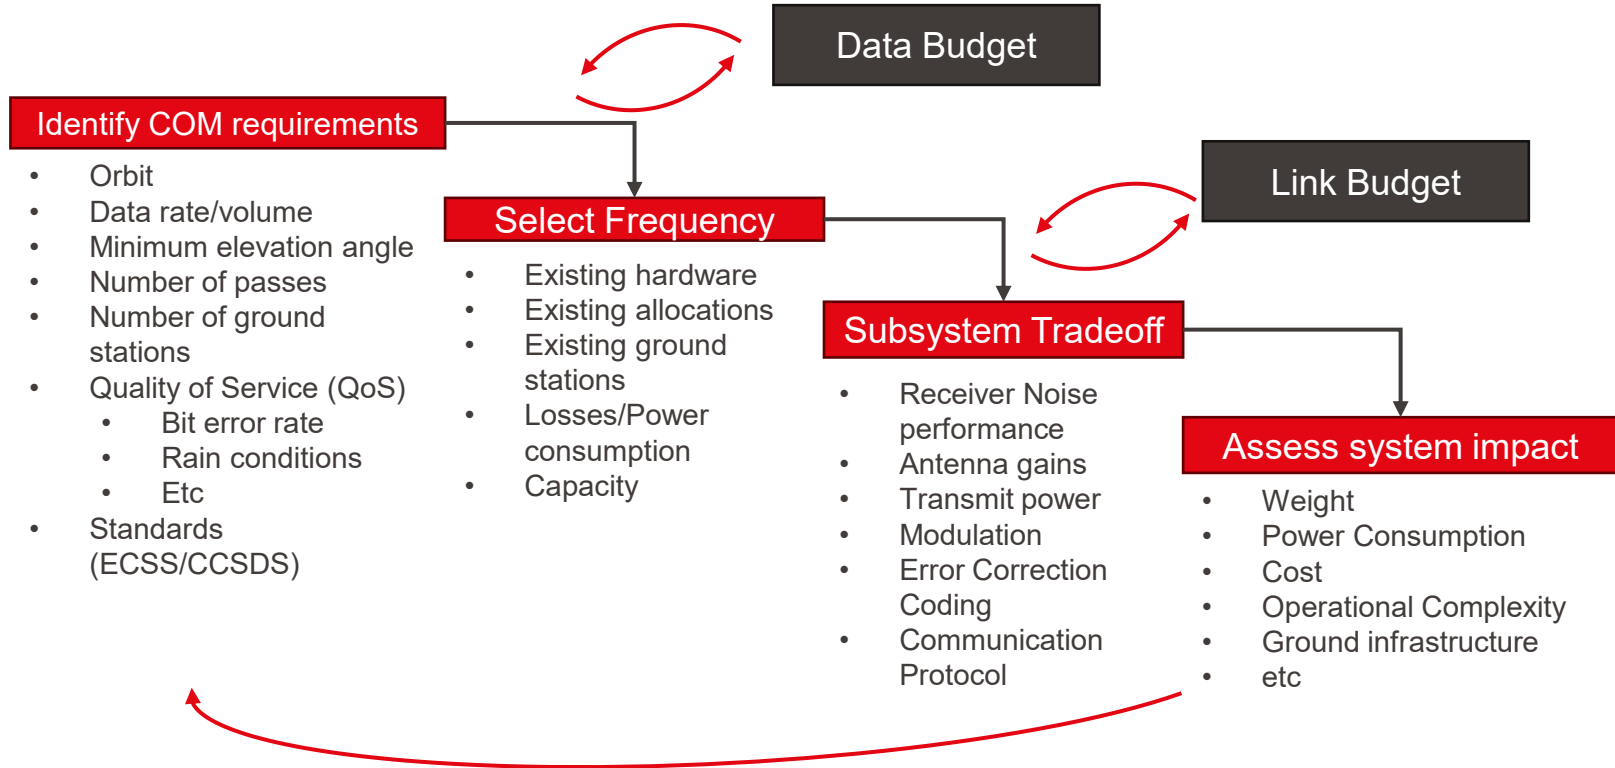 Data Budget
Identify COM requirements
• Orbit
• Data rate/volume
• Minimum elevation angle
• Number of passes
• Number of ground
stations
• Quality of Service (QoS)
• Bit error rate
• Rain conditions
• Etc
• Standards
(ECSS/CCSDS)
Select Frequency
• Existing hardware
• Existing allocations
• Existing ground
stations
• Losses/Power
consumption
• Capacity
Link Budget
Subsystem Tradeoff
• Receiver Noise
performance
• Antenna gains
• Transmit power
• Modulation
• Error Correction
Coding
• Communication
Protocol
Assess system impact
• Weight
• Power Consumption
• Cost
• Operational Complexity
• Ground infrastructure
• etc